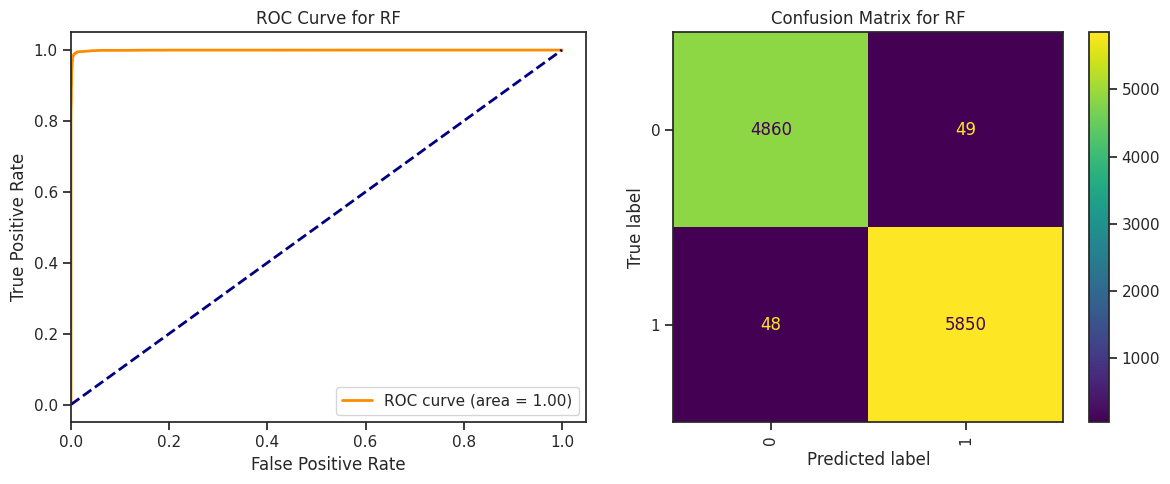 ROC Curve for RF
1.0
0.8
0.6
0.4
0.2
0.0
True Positive Rate
0.0 0.2 0.4 0.6 0.8 1.0
False Positive Rate
ROC curve (area = 1.00)
Confusion Matrix for RF
0
1
True label
4860 49
48 5850
0 1
Predicted label
5000
4000
3000
2000
1000